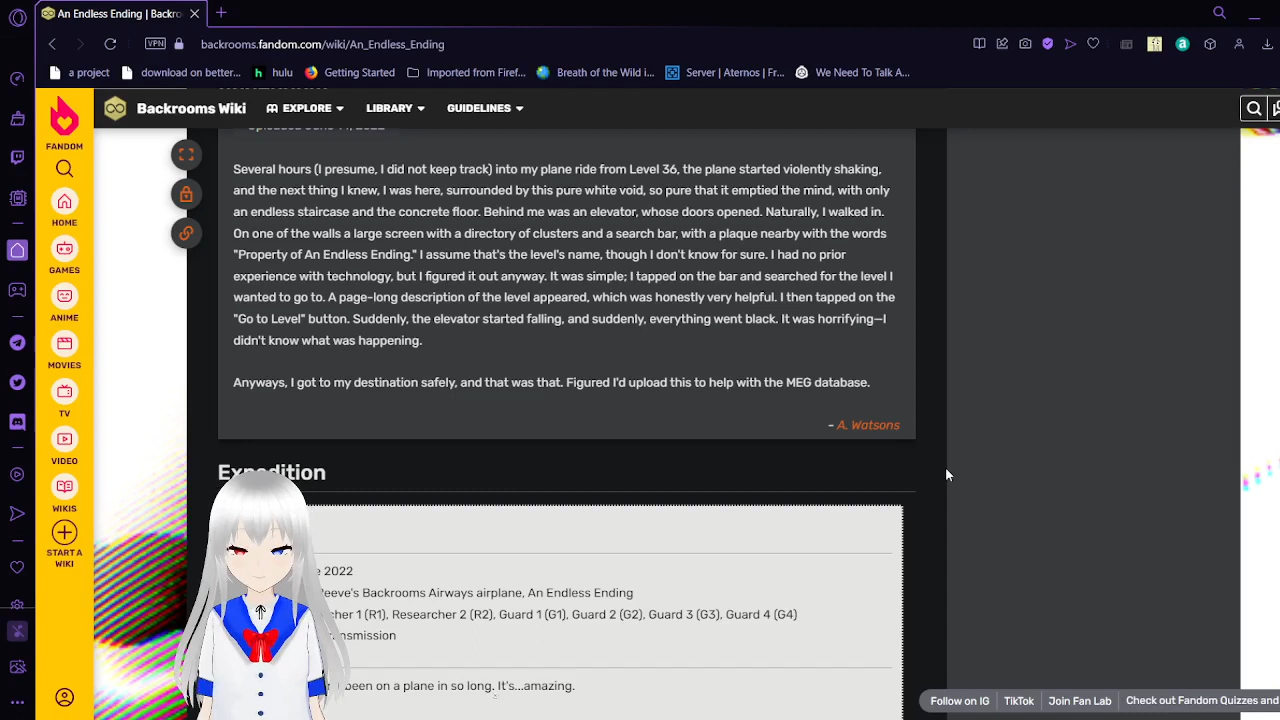 An Endless Ending | Backr
backrooms.fandom.com/wiki/An_Endless_Ending
VPN
a project
download on better...
hulu
Getting Started
Imported from Firef...
Breath of the Wild i...
Server | Aternos | Fr...
We Need To Talk A...
Backrooms Wiki
EXPLORE
LIBRARY
GUIDELINES
FANDOM
HOME
GAMES
ANIME
MOVIES
TV
VIDEO
WIKIS
START A
WIKI
Several hours (I presume, I did not keep track) into my plane ride from Level 36, the plane started violently shaking,
and the next thing I knew, I was here, surrounded by this pure white void, so pure that it emptied the mind, with only
an endless staircase and the concrete floor. Behind me was an elevator, whose doors opened. Naturally, I walked in.
On one of the walls a large screen with a directory of clusters and a search bar, with a plaque nearby with the words
"Property of An Endless Ending." I assume that's the level's name, though I don't know for sure. I had no prior
experience with technology, but I figured it out anyway. It was simple; I tapped on the bar and searched for the level I
wanted to go to. A page-long description of the level appeared, which was honestly very helpful. I then tapped on the
"Go to Level" button. Suddenly, the elevator started falling, and suddenly, everything went black. It was horrifying—I
didn't know what was happening.
Anyways, I got to my destination safely, and that was that. Figured I'd upload this to help with the MEG database.
– A. Watsons
Expedition
2022
Reeve's Backrooms Airways airplane, An Endless Ending
cher 1 (R1), Researcher 2 (R2), Guard 1 (G1), Guard 2 (G2), Guard 3 (G3), Guard 4 (G4)
been on a plane in so long. It's...amazing.
Follow on IG
TikTok
Join Fan Lab
Check out Fandom Quizzes and